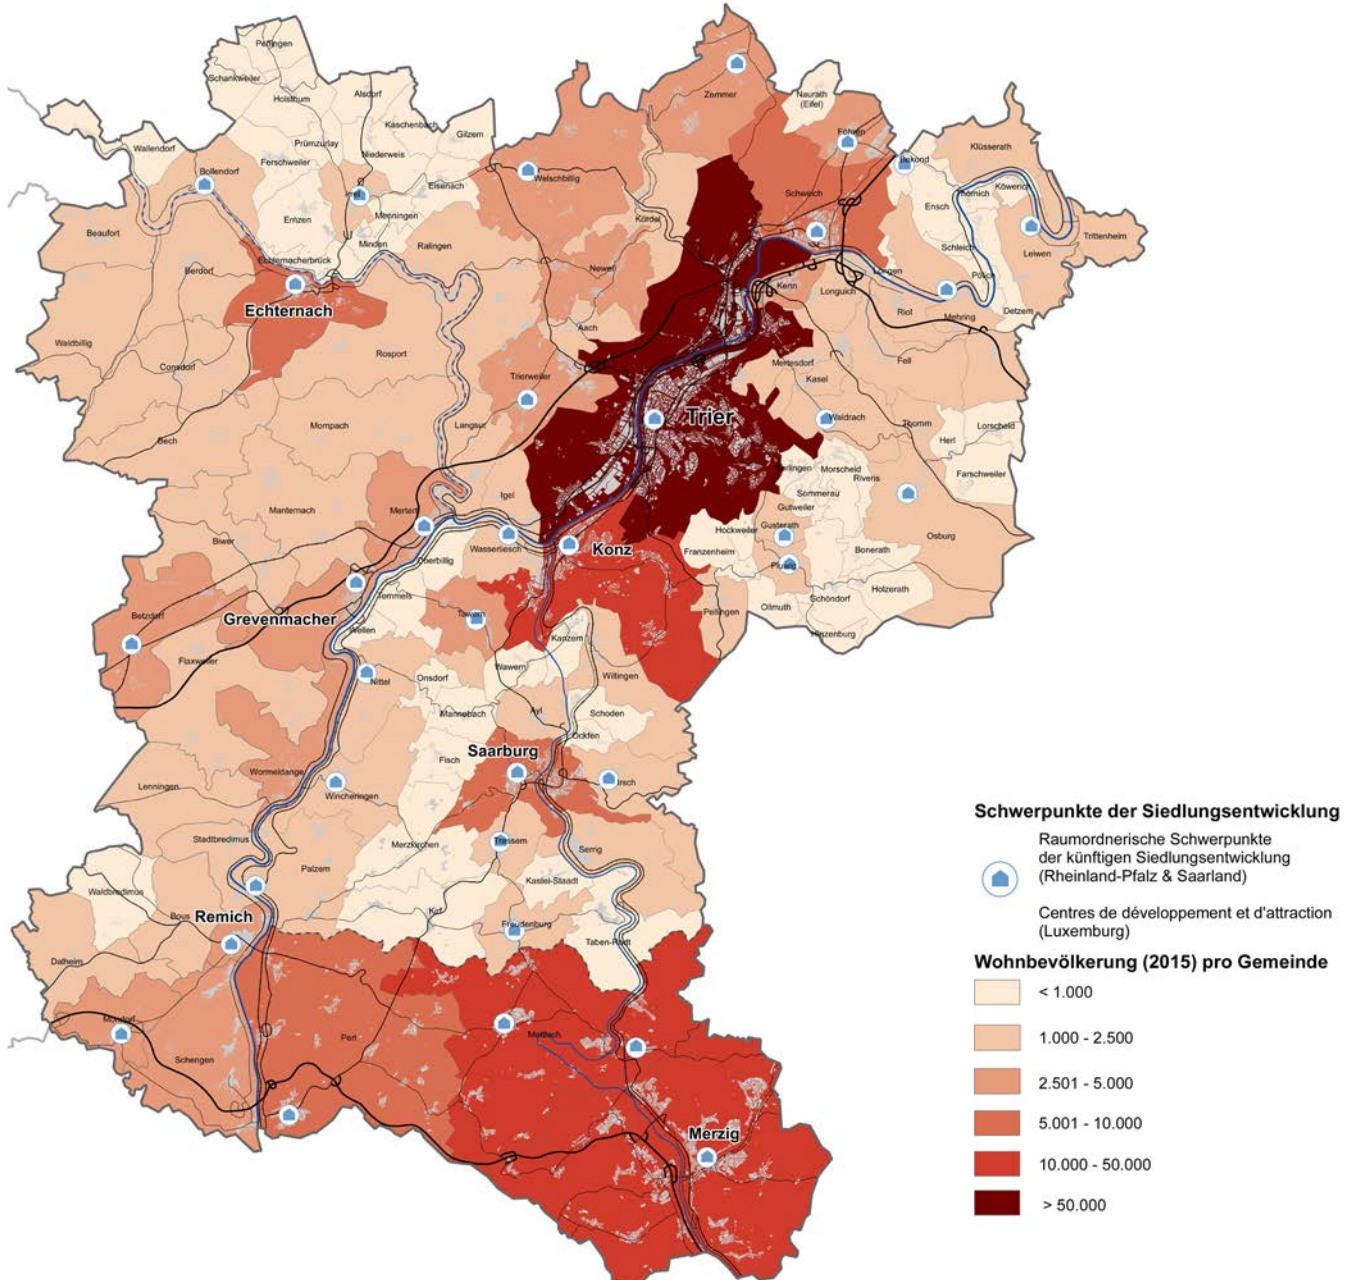 Peffingen
Schankweiler
Holsthum
Alsdorf
Zemmer
Naurath
(Eifel)
Kaschenbach
Gilzern
Prümzurlay
Niederweis
Wallendorf
Ferschweiler
Föhren
Klüsserath
Bekond
Bollendorf
Irrel
Eisenach
Welschbillig
Schweich
Köwerich
Thörnich
Ensch
Ernzen
Menningen
Kordel
Beaufort
Minden
Ralingen
Trittenheim
Schleich
Leiwen
Echternacherbrück
Berdorf
Newel
Longen
Pölich
Kenn
Longuich
Echternach
Riol
Mehring
Detzem
Aach
Waldbillig
Rosport
Consdorf
Mertesdorf
Fell
Trierweiler
Kasel
Trier
Waldrach
Mompach
Langsur
Thomm
Lorscheid
Bech
Herl
Morscheid
Farschweiler
Riveris
Igel
Sommerau
Manternach
Mertert
Gutweiler
Gusterath
Hockweiler
Osburg
Biwer
Wasserliesch
Konz
Franzenheim
Bonerath
Oberbillig
Pluwig
Temmels
Holzerath
Betzdorf
Schöndorf
Grevenmacher
Tawern
Pellingen
Ollmuth
Wellen
Hinzenburg
Kanzem
Flaxweiler
Wawern
Onsdorf
Wiltingen
Nittel
Mannebach
Ayl
Schoden
Ockfen
Saarburg
Fisch
Wormeldange
Irsch
Lenningen
Wincheringen
Stadtbredimus
Merzkirchen
Trassem
Serrig
Palzem
Kastel-Staadt
Waldbredimus
Bous
Remich
Kirf
Freudenburg
Taben-Rodt
Dalheim
Mondorf
Perl
Mettlach
Schengen
Merzig
Schwerpunkte der Siedlungsentwicklung
Raumordnerische Schwerpunkte
der künftigen Siedlungsentwicklung
(Rheinland-Pfalz & Saarland)
Centres de développement et d'attraction
(Luxemburg)
Wohnbevölkerung (2015) pro Gemeinde
< 1.000
1.000 - 2.500
2.501 - 5.000
5.001 - 10.000
10.000 - 50.000
> 50.000